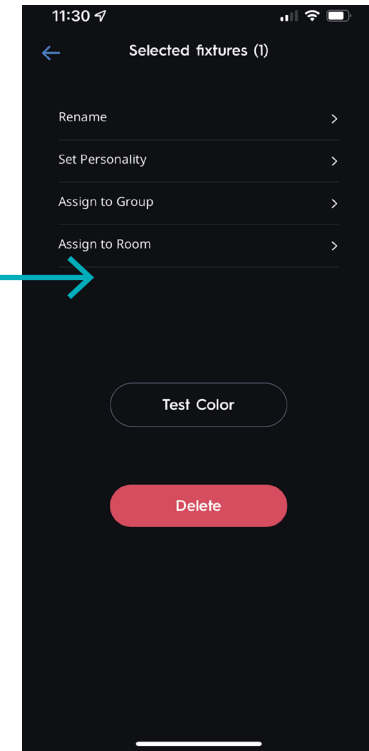 11:30
Selected fixtures (1)
Rename
Set Personality
Assign to Group
Assign to Room
Test Color
Delete